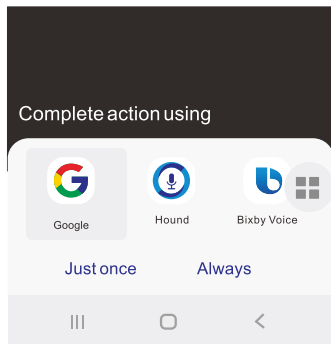 Complete action using
Google
Hound
Bixby Voice
Just once
Always